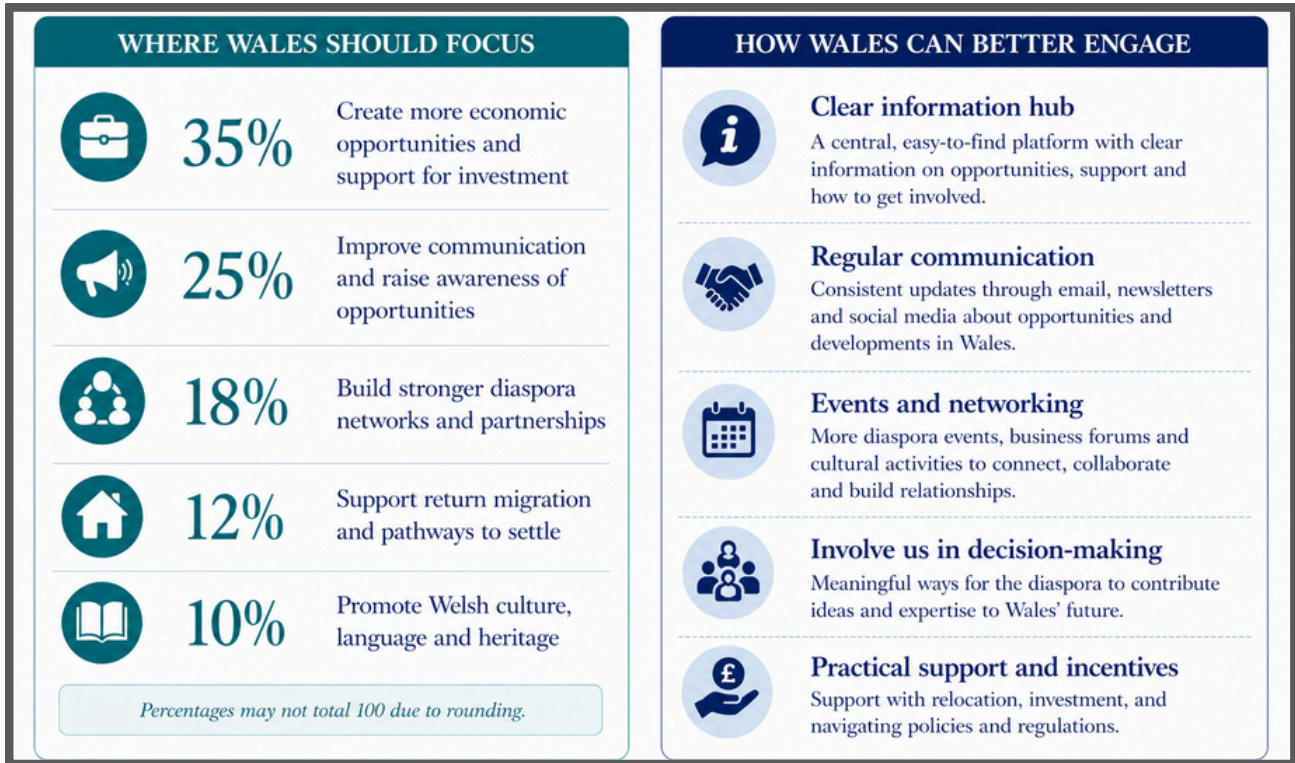 WHERE WALES SHOULD FOCUS
35%
Create more economic
opportunities and
support for investment
25%
Improve communication
and raise awareness of
opportunities
18%
Build stronger diaspora
networks and partnerships
12%
Support return migration
and pathways to settle
10%
Promote Welsh culture,
language and heritage
Percentages may not total 100 due to rounding.
HOW WALES CAN BETTER ENGAGE
i
Clear information hub
A central, easy-to-find platform with clear
information on opportunities, support and
how to get involved.
Regular communication
Consistent updates through email, newsletters
and social media about opportunities and
developments in Wales.
Events and networking
More diaspora events, business forums and
cultural activities to connect, collaborate
and build relationships.
Involve us in decision-making
Meaningful ways for the diaspora to contribute
ideas and expertise to Wales' future.
£
Practical support and incentives
Support with relocation, investment, and
navigating policies and regulations.